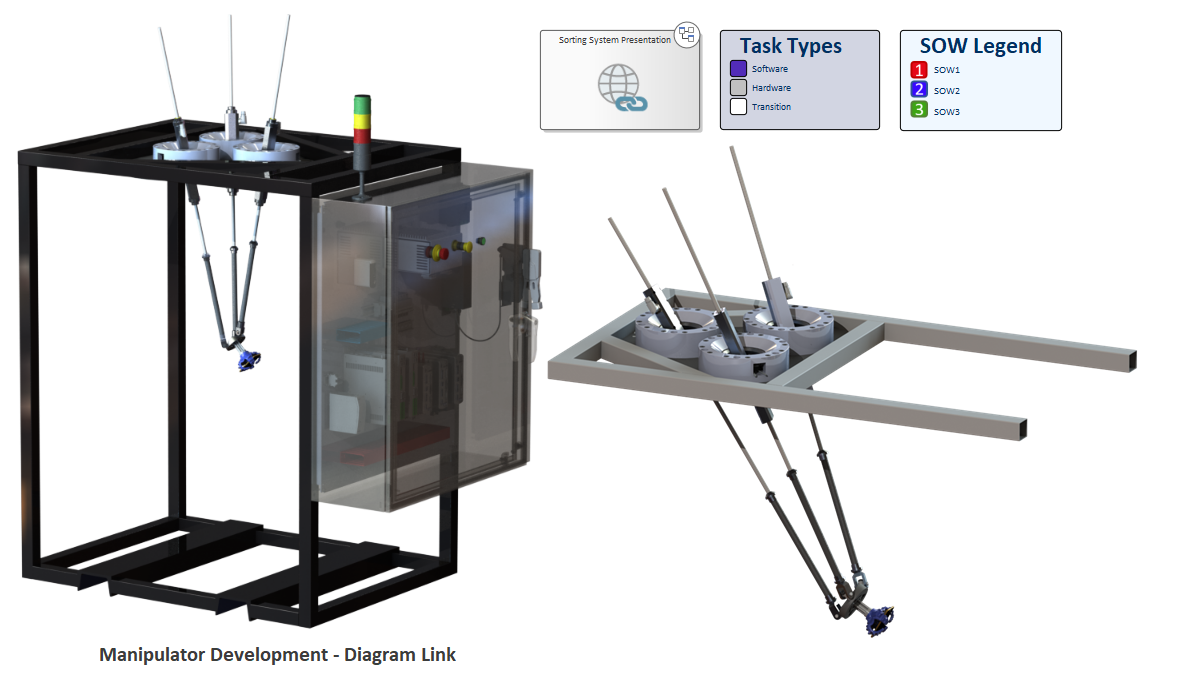 Sorting System Presentation
Task Types
Software
Hardware
Transition
SOW Legend
1 SOW1
2 SOW2
3 SOW3
Manipulator Development - Diagram Link